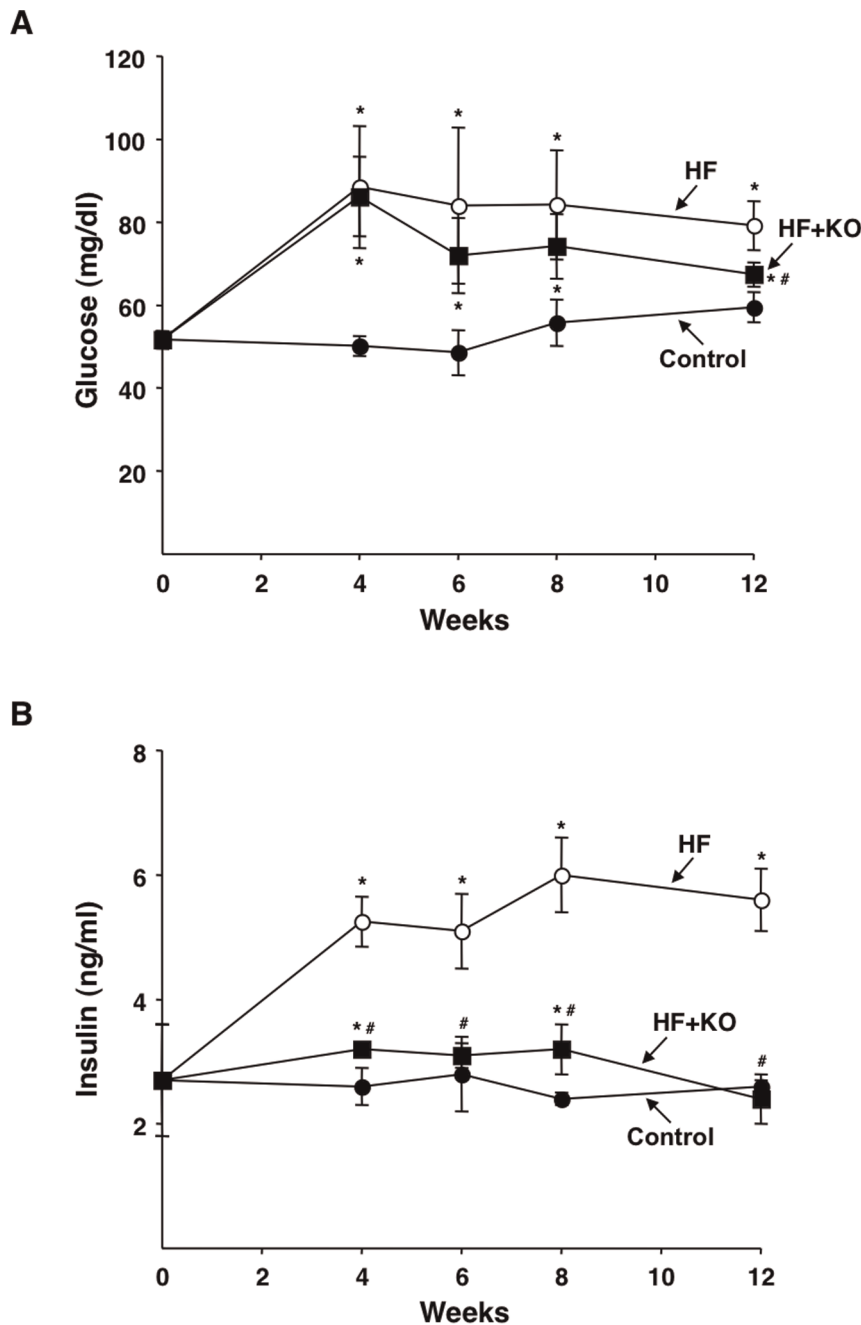 A
120
100
80
60
40
20
Glucose (mg/dl)
* * * *
HF
HF+KO
* #
* * *
Control
0 2 4 6 8 10 12
Weeks
B
8
6
4
2
Insulin (ng/ml)
* * * *
HF
* # # * # #
HF+KO
Control
0 2 4 6 8 10 12
Weeks